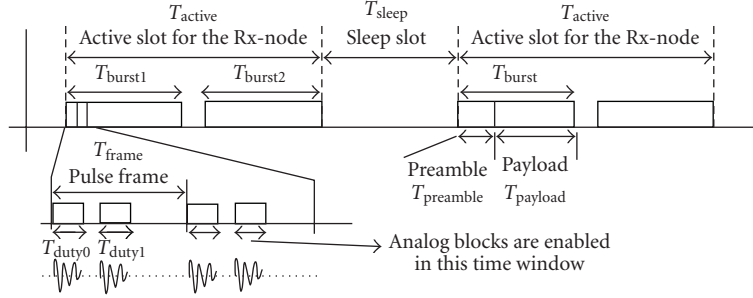 T_active
T_sleep
T_active
Active slot for the Rx-node
Sleep slot
Active slot for the Rx-node
T_burst1
T_burst2
T_burst
T_frame
Pulse frame
Preamble
T_preamble
Payload
T_payload
T_duty0
T_duty1
Analog blocks are enabled
in this time window